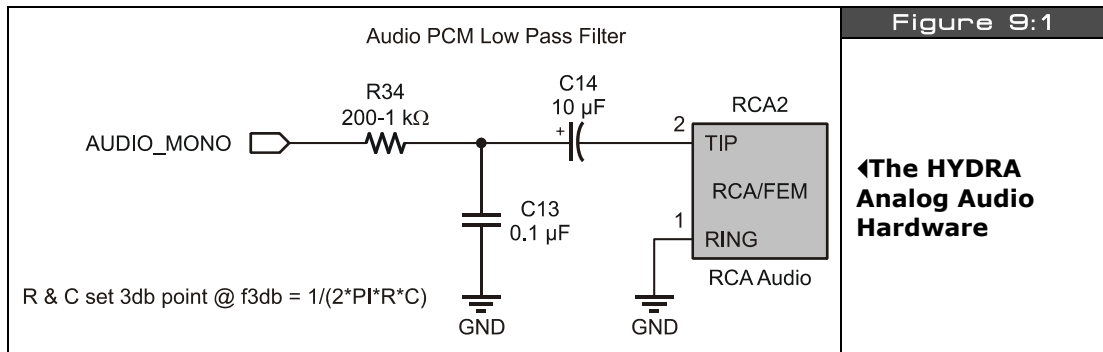 Figure 9:1
Audio PCM Low Pass Filter
C14
10 µF
R34
200-1 kΩ
RCA2
AUDIO_MONO
+
2
TIP
RCA/FEM
C13
0.1 µF
1
RING
RCA Audio
R & C set 3db point @ f3db = 1/(2*PI*R*C)
GND
GND
◄The HYDRA
Analog Audio
Hardware